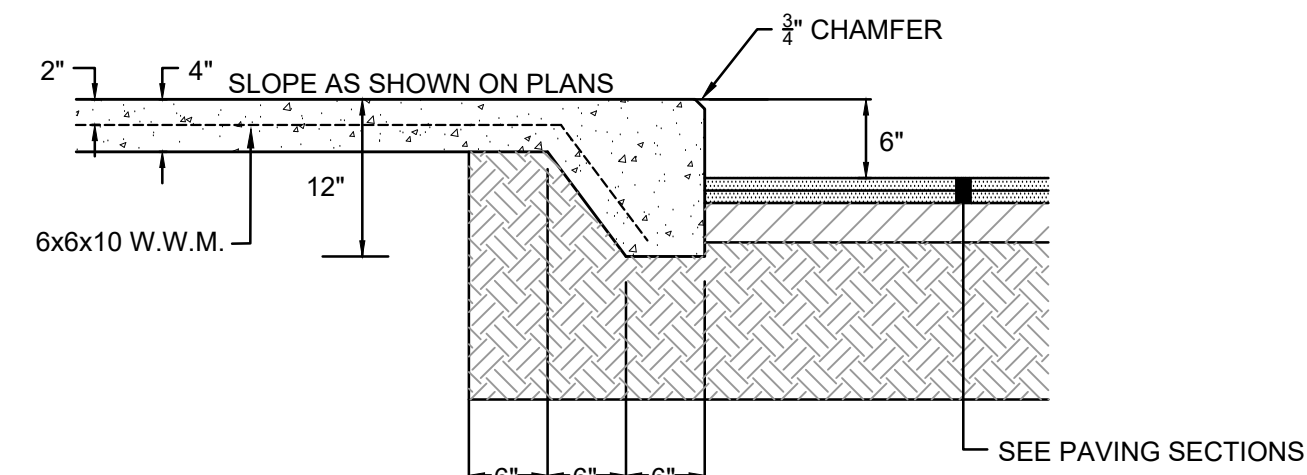 ¾" CHAMFER
2"
4"
SLOPE AS SHOWN ON PLANS
6"
12"
6x6x10 W.W.M.
SEE PAVING SECTIONS
6" 6" 6"